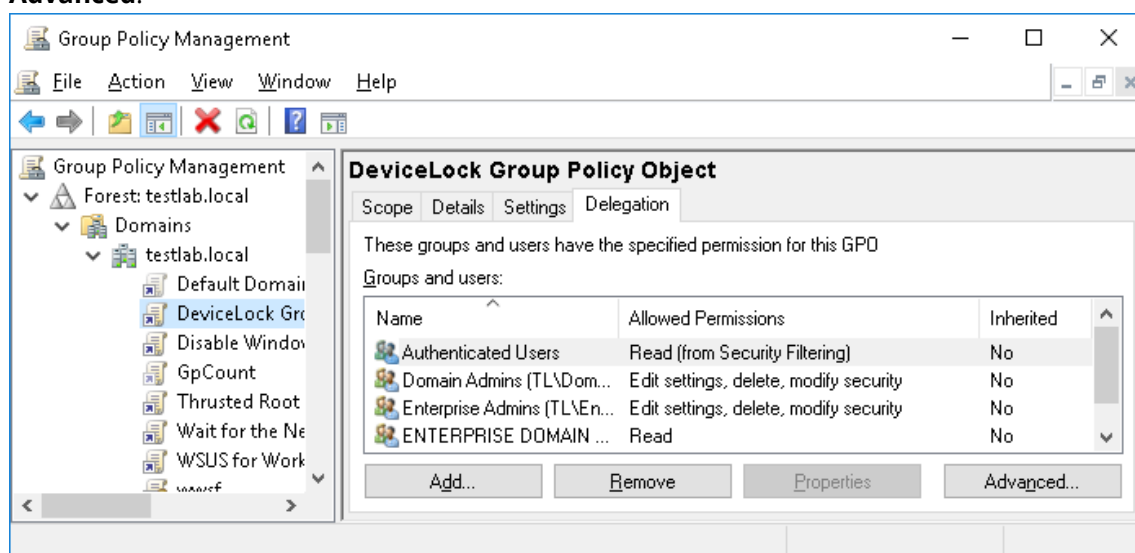 Advanced.
Group Policy Management
File Action View Window Help
Group Policy Management
Forest: testlab.local
Domains
testlab.local
Default Domain
DeviceLock Gro
Disable Window
GpCount
Thrusted Root
Wait for the Ne
WSUS for Work
DeviceLock Group Policy Object
Scope Details Settings Delegation
These groups and users have the specified permission for this GPO
Groups and users:
Name Allowed Permissions Inherited
Authenticated Users Read (from Security Filtering) No
Domain Admins (TL\Dom... Edit settings, delete, modify security No
Enterprise Admins (TL\En... Edit settings, delete, modify security No
ENTERPRISE DOMAIN ... Read No
Add... Remove Properties Advanced...